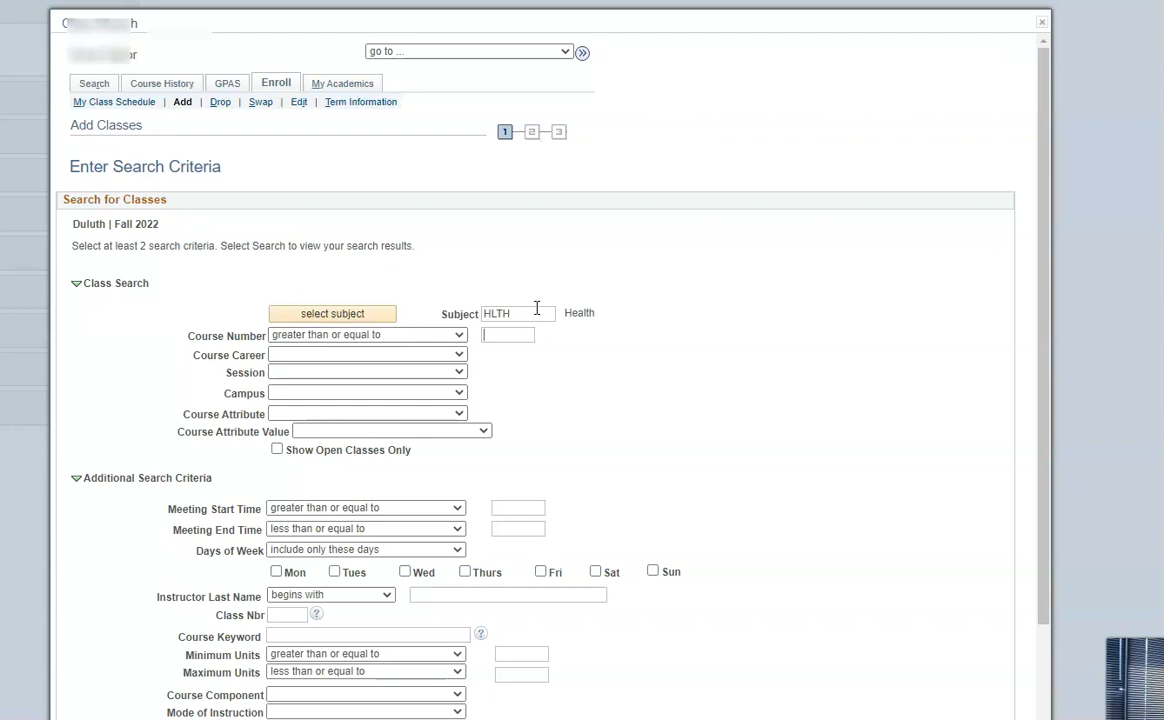 go to ...
Search Course History GPAS Enroll My Academics
My Class Schedule | Add | Drop | Swap | Edit | Term Information
Add Classes 1 2 3
Enter Search Criteria
Search for Classes
Duluth | Fall 2022
Select at least 2 search criteria. Select Search to view your search results.
Class Search
select subject Subject HLTH Health
Course Number greater than or equal to
Course Career
Session
Campus
Course Attribute
Course Attribute Value
Show Open Classes Only
Additional Search Criteria
Meeting Start Time greater than or equal to
Meeting End Time less than or equal to
Days of Week include only these days
Mon Tues Wed Thurs Fri Sat Sun
Instructor Last Name begins with
Class Nbr ?
Course Keyword ?
Minimum Units greater than or equal to
Maximum Units less than or equal to
Course Component
Mode of Instruction